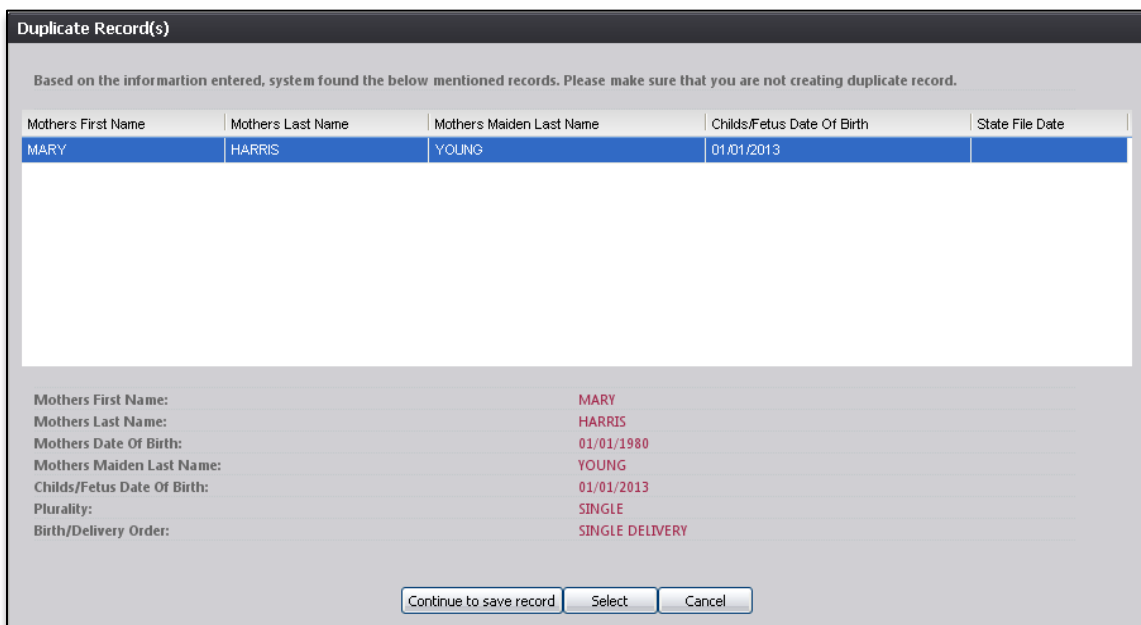 Duplicate Record(s)
Based on the informartion entered, system found the below mentioned records. Please make sure that you are not creating duplicate record.
Mothers First Name Mothers Last Name Mothers Maiden Last Name Childs/Fetus Date Of Birth State File Date
MARY HARRIS YOUNG 01/01/2013
Mothers First Name: MARY
Mothers Last Name: HARRIS
Mothers Date Of Birth: 01/01/1980
Mothers Maiden Last Name: YOUNG
Childs/Fetus Date Of Birth: 01/01/2013
Plurality: SINGLE
Birth/Delivery Order: SINGLE DELIVERY
Continue to save record Select Cancel